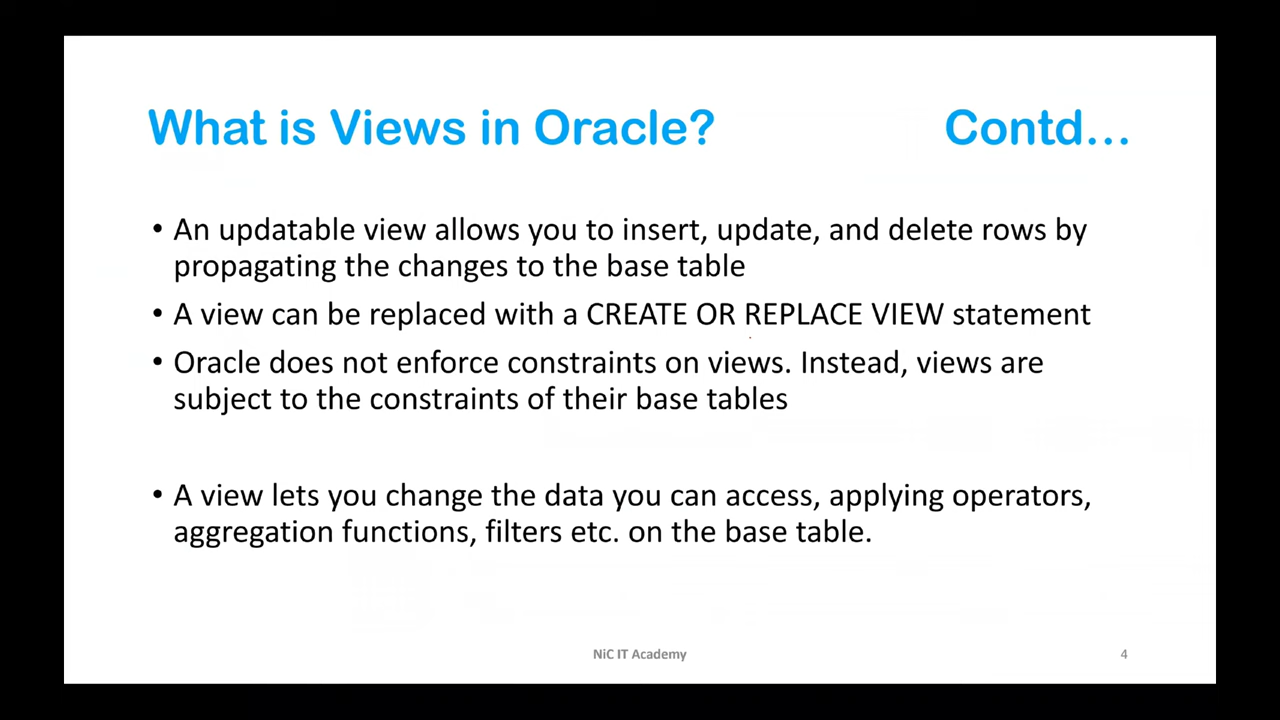 What is Views in Oracle? Contd...
• An updatable view allows you to insert, update, and delete rows by
propagating the changes to the base table
• A view can be replaced with a CREATE OR REPLACE VIEW statement
• Oracle does not enforce constraints on views. Instead, views are
subject to the constraints of their base tables
• A view lets you change the data you can access, applying operators,
aggregation functions, filters etc. on the base table.
NiC IT Academy 4